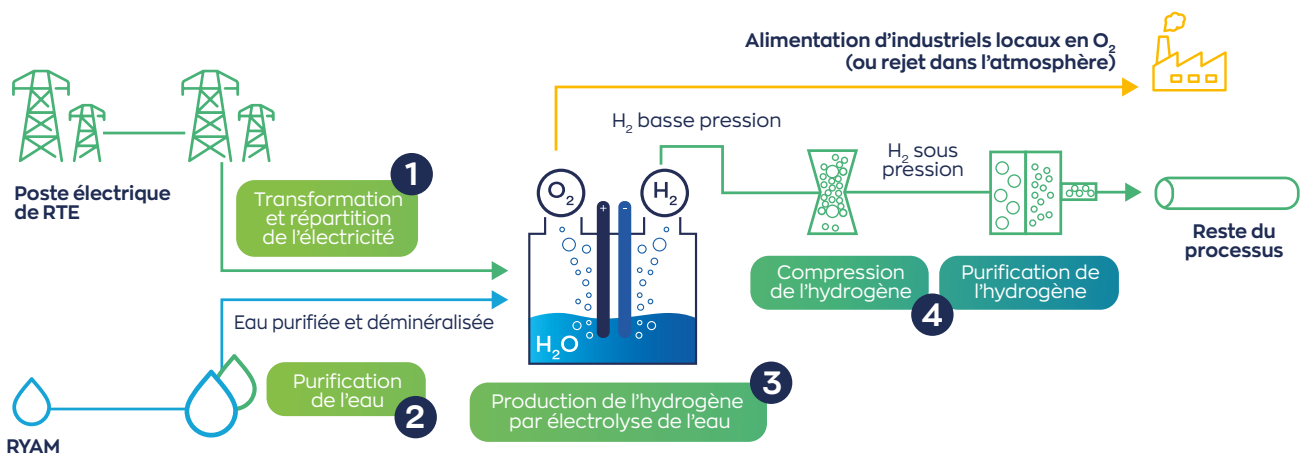 Alimentation d'industriels locaux en O₂
(ou rejet dans l'atmosphère)
Poste électrique
de RTE
1
Transformation
et répartition
de l'électricité
H₂ basse pression
H₂ sous
pression
O₂
H₂
+
-
Reste du
processus
Compression
de l'hydrogène
Purification de
l'hydrogène
4
Eau purifiée et déminéralisée
H₂O
Purification
de l'eau
2
3
Production de l'hydrogène
par électrolyse de l'eau
RYAM